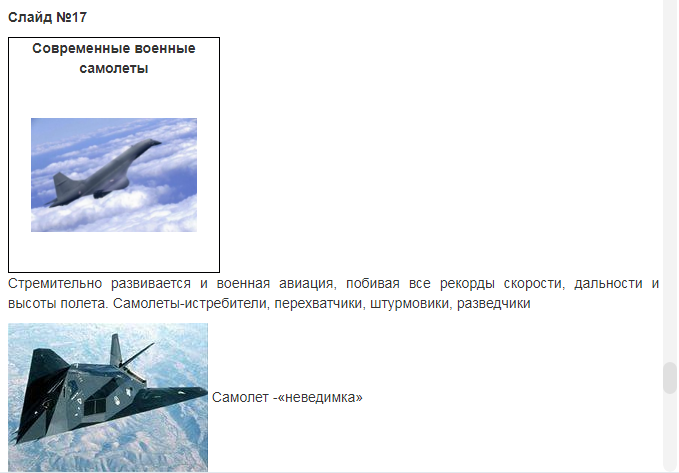 Слайд №17
Современные военные
самолеты
Стремительно развивается и военная авиация, побивая все рекорды скорости, дальности и
высоты полета. Самолеты-истребители, перехватчики, штурмовики, разведчики
Самолет -«неведимка»